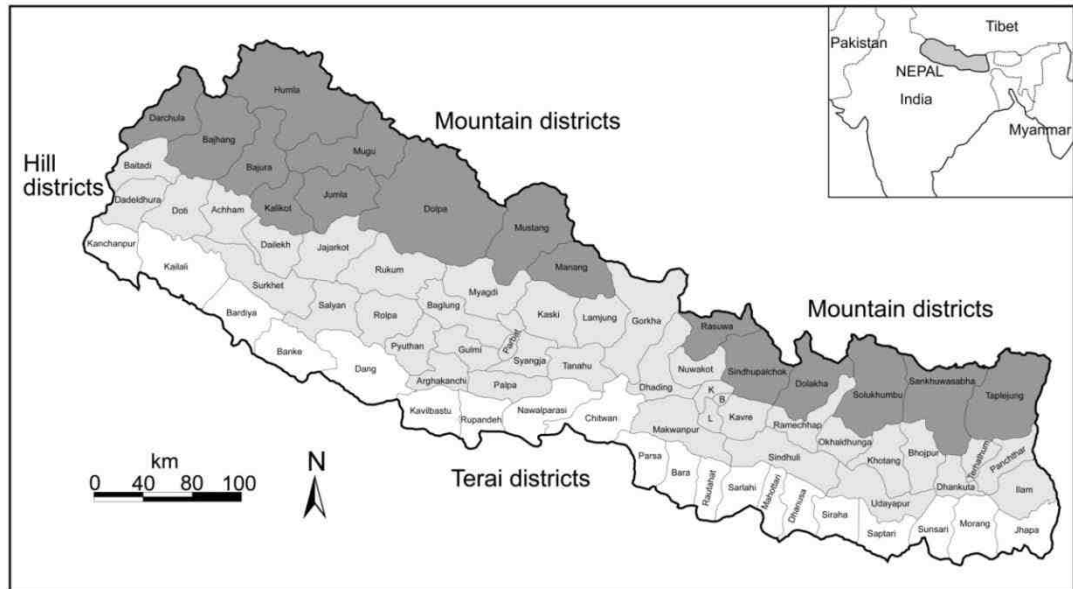 Tibet
Pakistan
NEPAL
India
Myanmar
Mountain districts
Hill
districts
Mountain districts
Terai districts
Humla
Darchula
Bajhang
Mugu
Bajura
Baitadi
Jumla
Kalikot
Dolpa
Dadeldhura
Doti
Achham
Mustang
Kanchanpur
Dailekh
Jajarkot
Manang
Kailali
Rukum
Surkhet
Myagdi
Bardiya
Salyan
Rolpa
Baglung
Kaski
Lamjung
Gorkha
Rasuwa
Banke
Pyuthan
Gulmi
Parbat
Syangja
Tanahu
Nuwakot
Sindhupalchok
Dolakha
Solukhumbu
Sankhuwasabha
Taplejung
Dang
Arghakanchi
Palpa
Dhading
K
B
L
Kavre
Ramechhap
Kavilbastu
Rupandeh
Nawalparasi
Chitwan
Makwanpur
Okhaldhunga
Khotang
Bhojpur
Terhathum
Panchthar
Parsa
Bara
Rautahat
Sarlahi
Mahottari
Dhanusa
Sindhuli
Siraha
Udayapur
Dhankuta
Ilam
Saptari
Sunsari
Morang
Jhapa
km
0 40 60 80 100
N